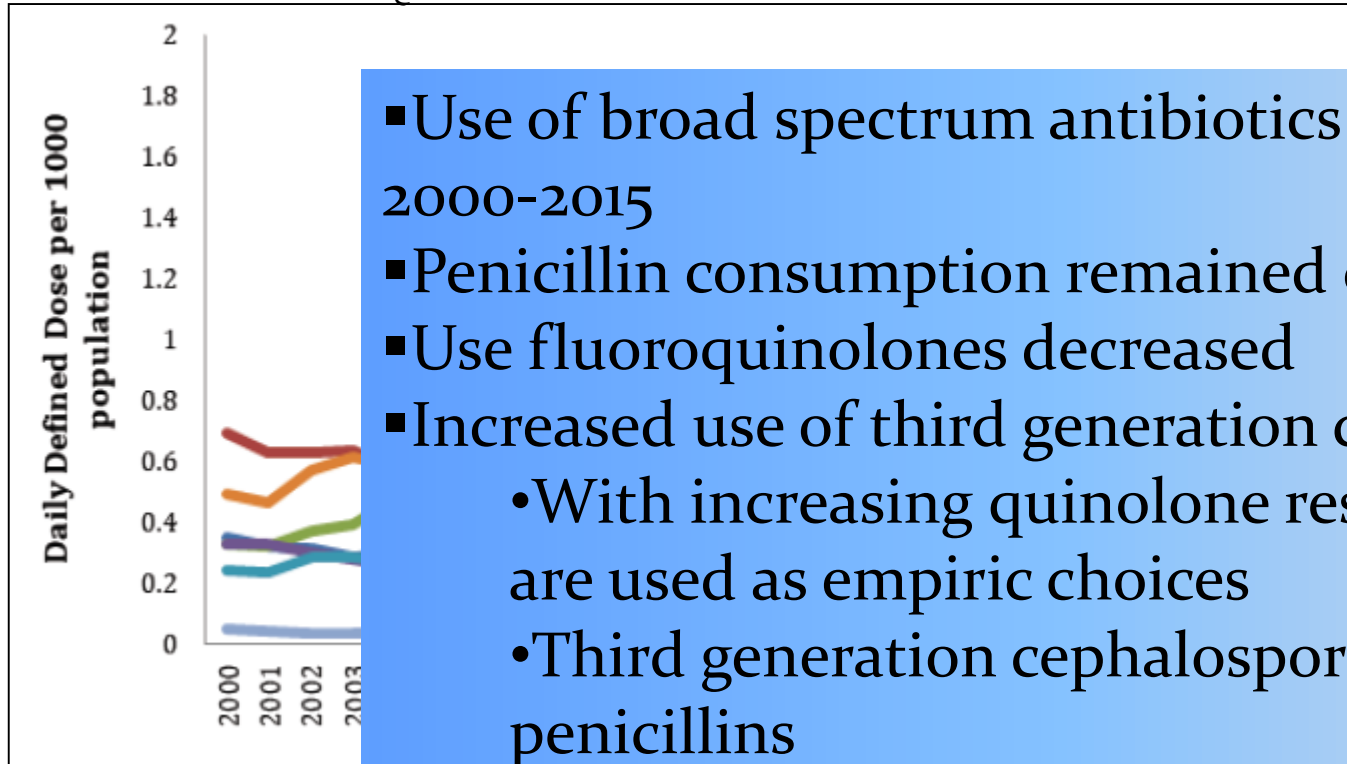 2
1.8
1.6
1.4
1.2
1
0.8
0.6
0.4
0.2
0
Daily Defined Dose per 1000
population
2000
2001
2002
2003
▪Use of broad spectrum antibiotics
2000-2015
▪Penicillin consumption remained
▪Use fluoroquinolones decreased
▪Increased use of third generation
•With increasing quinolone res
are used as empiric choices
•Third generation cephalospor
penicillins